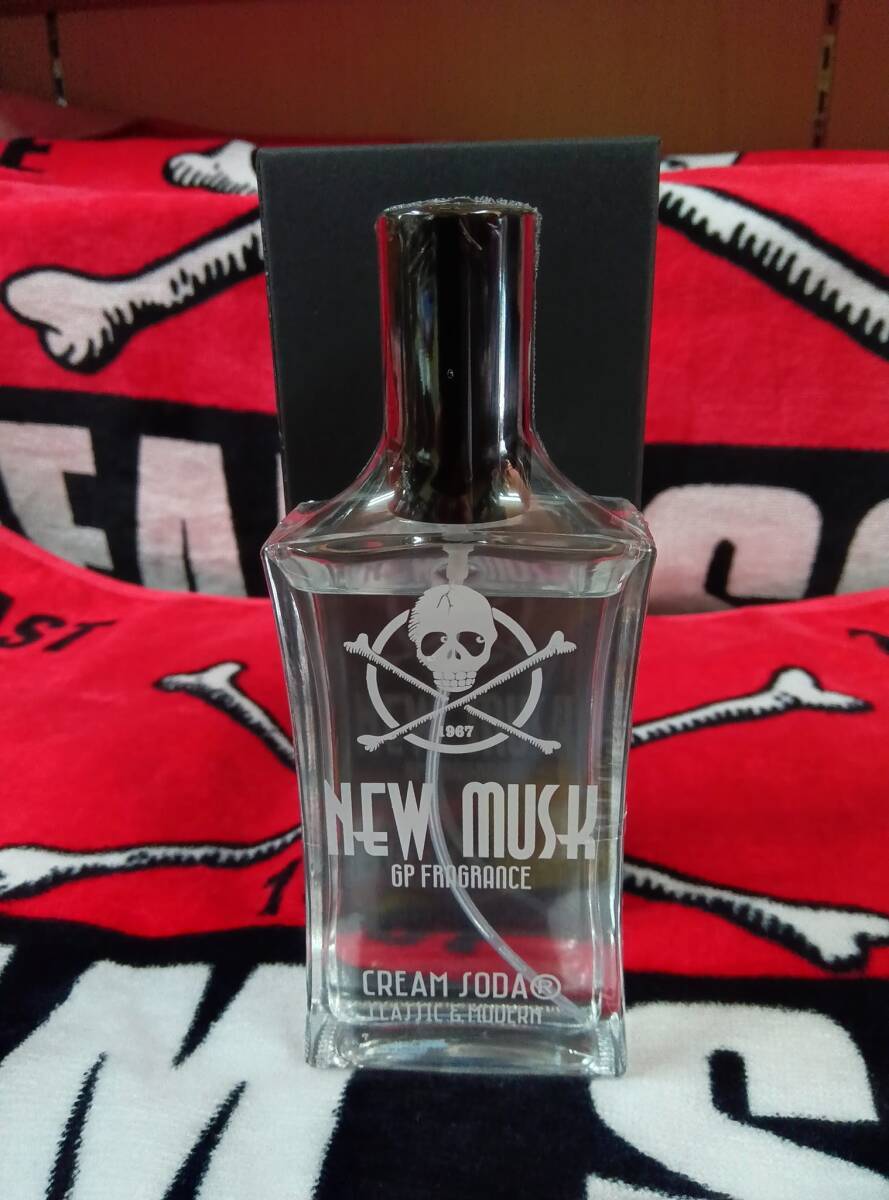 1967
NEW MUSK
GP FRAGRANCE
CREAM SODA®
CLASSIC & MODERN